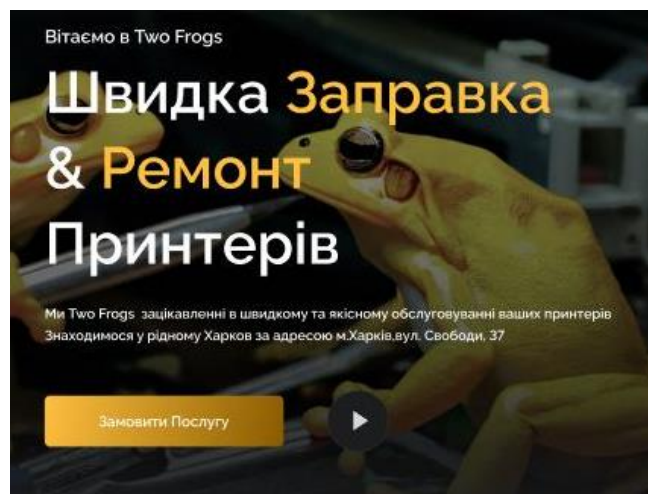 Вітаємо в Two Frogs
Швидка Заправка
& Ремонт
Принтерів
Ми Two Frogs зацікавленні в швидкому та якісному обслуговуванні ваших принтерів
Знаходимося у рідному Харков за адресою м.Харків,вул. Свободи, 37
Замовити Послугу